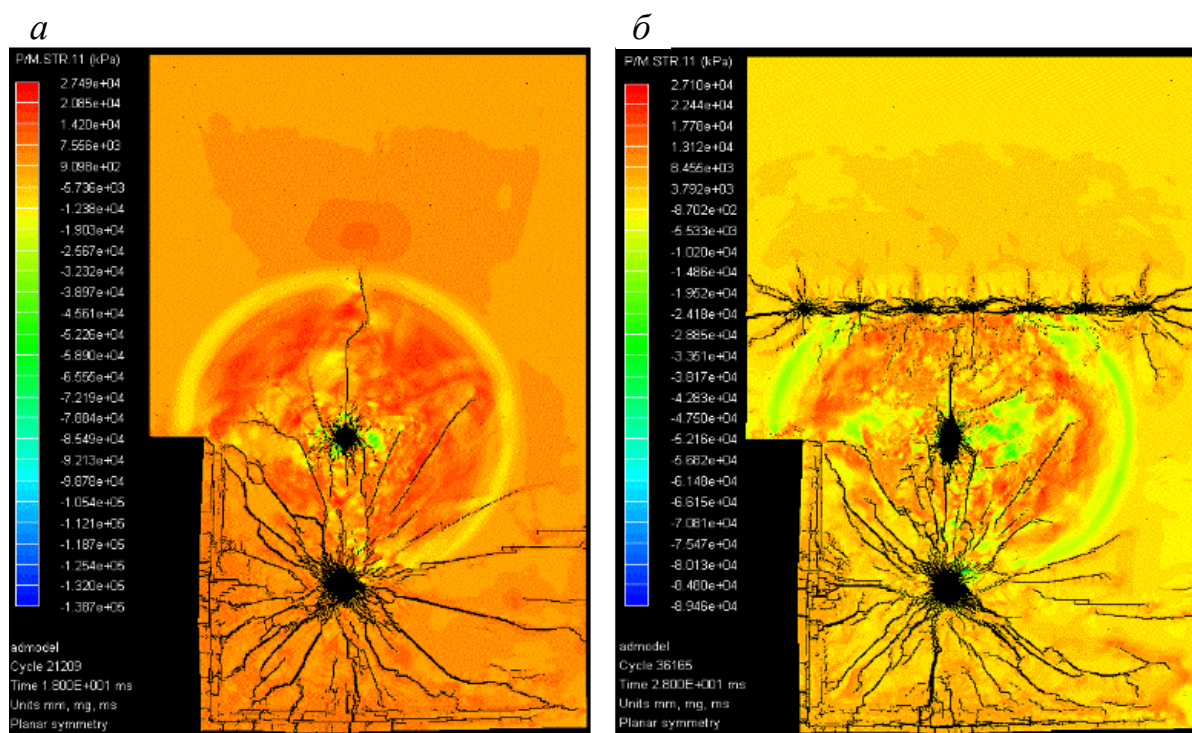 а
P/M.STR.11 (kPa)
2.749e+04
2.085e+04
1.420e+04
7.556e+03
9.098e+02
-5.736e+03
-1.238e+04
-1.903e+04
-2.567e+04
-3.232e+04
-3.897e+04
-4.561e+04
-5.226e+04
-5.890e+04
-6.555e+04
-7.219e+04
-7.884e+04
-8.549e+04
-9.213e+04
-9.878e+04
-1.054e+05
-1.121e+05
-1.187e+05
-1.254e+05
-1.320e+05
-1.387e+05
admodel
Cycle 21209
Time 1.800E+001 ms
Units mm, mg, ms
Planar symmetry
б
P/M.STR.11 (kPa)
2.710e+04
2.244e+04
1.778e+04
1.312e+04
8.455e+03
3.792e+03
-8.702e+02
-5.533e+03
-1.020e+04
-1.486e+04
-1.952e+04
-2.418e+04
-2.885e+04
-3.351e+04
-3.817e+04
-4.283e+04
-4.750e+04
-5.216e+04
-5.682e+04
-6.148e+04
-6.615e+04
-7.081e+04
-7.547e+04
-8.013e+04
-8.480e+04
-8.946e+04
admodel
Cycle 36165
Time 2.800E+001 ms
Units mm, mg, ms
Planar symmetry